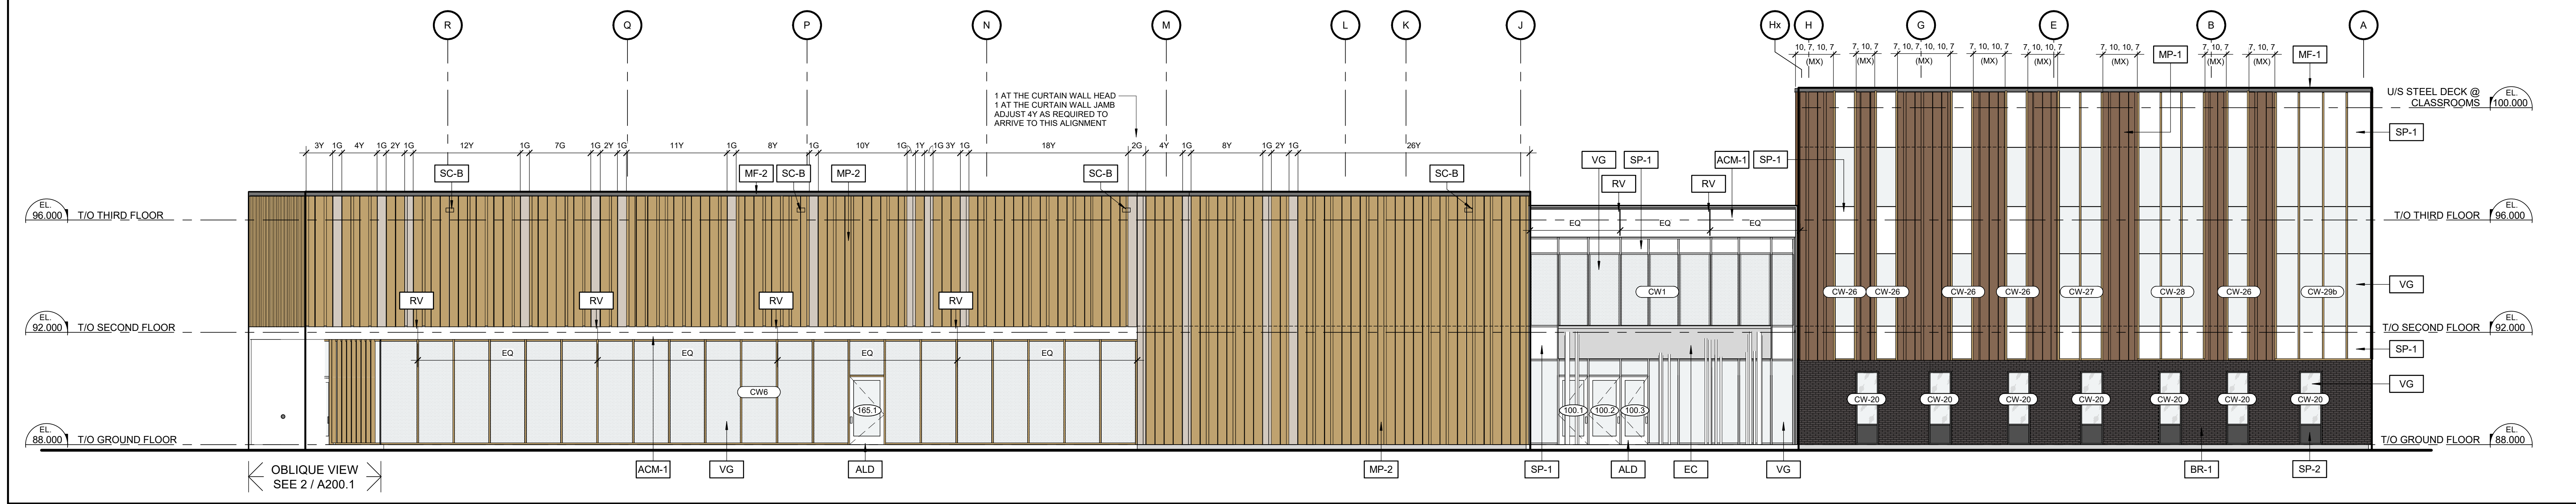 R
Q
P
N
M
L
K
J
Hx
H
G
E
B
A
10, 7, 10, 7
(MX)
7, 10, 7
(MX)
7, 10, 7, 10, 10, 7
(MX)
7, 10, 10, 7
(MX)
7, 10, 10, 7
(MX)
7, 10, 10, 7
(MX)
7, 10, 7
(MX)
7, 10, 7
(MX)
MP-1
MF-1
1 AT THE CURTAIN WALL HEAD
1 AT THE CURTAIN WALL JAMB
ADJUST 4Y AS REQUIRED TO
ARRIVE TO THIS ALIGNMENT
U/S STEEL DECK @
CLASSROOMS
EL.
100.000
SP-1
3Y 1G 4Y 1G 2Y 1G 12Y 1G 7G 1G 2Y 1G 11Y 1G 8Y 1G 10Y 1G 1Y 1G 3Y 1G 18Y 2G 4Y 1G 8Y 1G 2Y 1G 26Y
SC-B
MF-2
SC-B
MP-2
SC-B
SC-B
VG
SP-1
RV
ACM-1
RV
SP-1
EL.
96.000
T/O THIRD FLOOR
EQ
EQ
EQ
T/O THIRD FLOOR
EL.
96.000
RV
RV
RV
RV
CW1
CW-26
CW-26
CW-26
CW-26
CW-27
CW-28
CW-26
CW-29b
VG
EL.
92.000
T/O SECOND FLOOR
T/O SECOND FLOOR
EL.
92.000
EQ
EQ
EQ
EQ
SP-1
CW6
165.1
100.1
100.2
100.3
CW-20
CW-20
CW-20
CW-20
CW-20
CW-20
CW-20
VG
EL.
88.000
T/O GROUND FLOOR
T/O GROUND FLOOR
EL.
88.000
OBLIQUE VIEW
SEE 2 / A200.1
ACM-1
VG
ALD
MP-2
SP-1
ALD
EC
VG
BR-1
SP-2